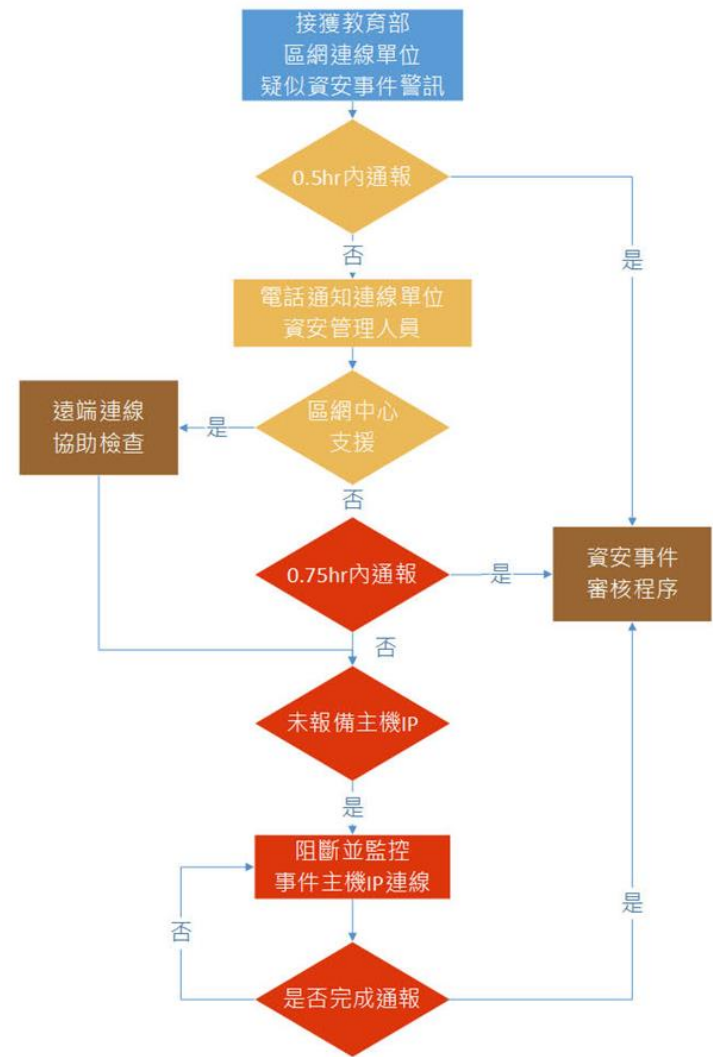 接獲教育部
區網連線單位
疑似資安事件警訊
0.5hr內通報
是
否
電話通知連線單位
資安管理人員
遠端連線
協助檢查
是
區網中心
支援
否
0.75hr內通報
是
資安事件
審核程序
否
未報備主機IP
是
阻斷並監控
事件主機IP連線
否
是
是否完成通報